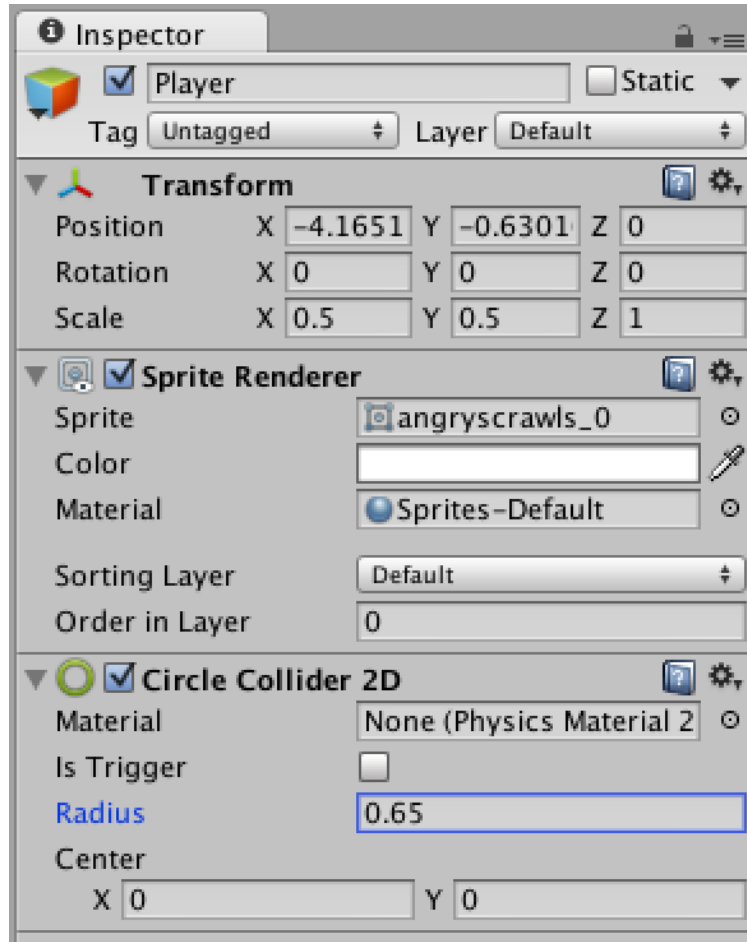 Inspector
Player Static
Tag Untagged Layer Default
Transform
Position X -4.1651 Y -0.6301 Z 0
Rotation X 0 Y 0 Z 0
Scale X 0.5 Y 0.5 Z 1
Sprite Renderer
Sprite angryscrawls_0
Color
Material Sprites-Default
Sorting Layer Default
Order in Layer 0
Circle Collider 2D
Material None (Physics Material 2
Is Trigger
Radius 0.65
Center
X 0 Y 0